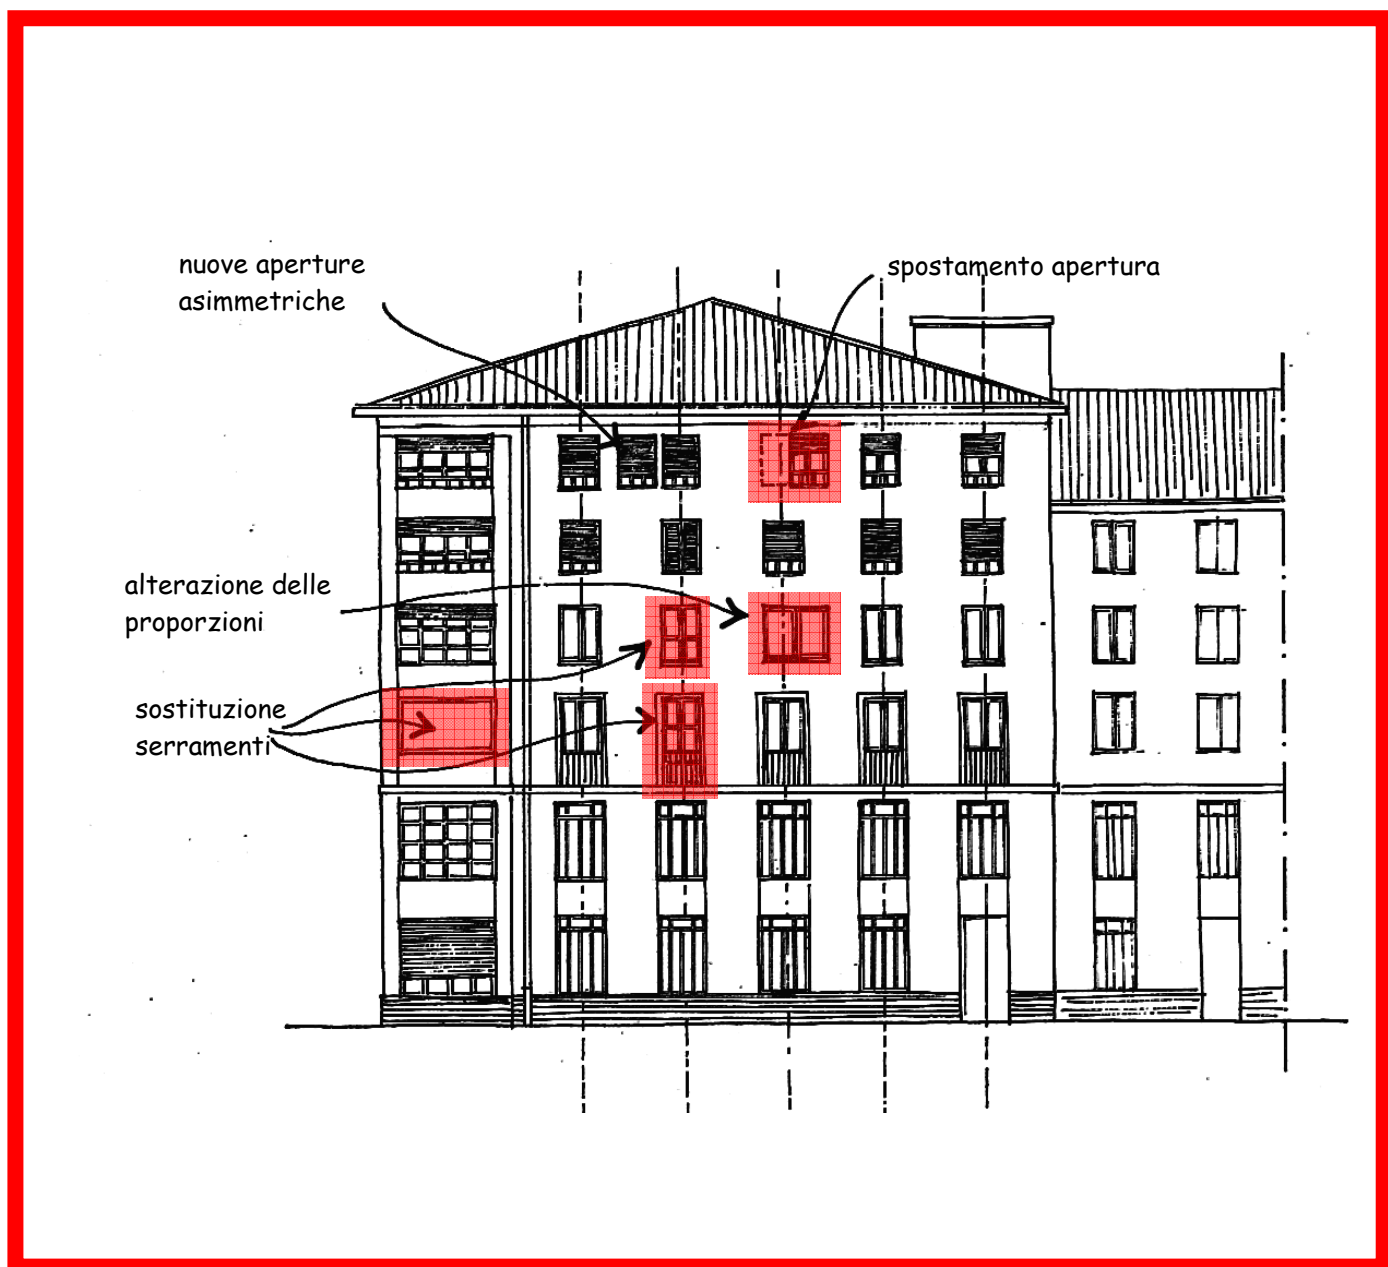 nuove aperture
asimmetriche
spostamento apertura
alterazione delle
proporzioni
sostituzione
serramenti